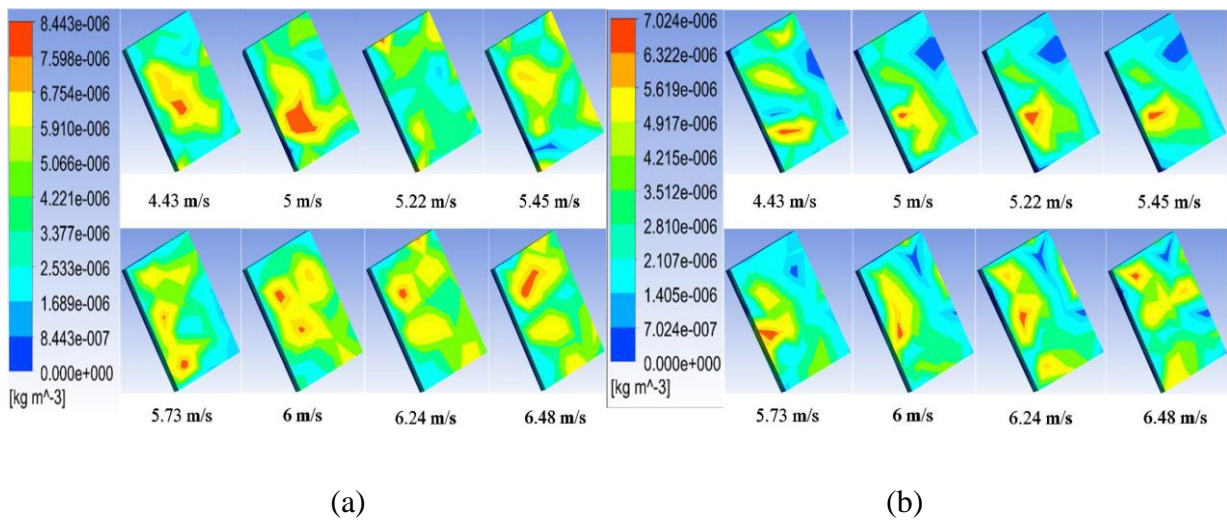 8.443e-006
7.598e-006
6.754e-006
5.910e-006
5.066e-006
4.221e-006
3.377e-006
2.533e-006
1.689e-006
8.443e-007
0.000e+000
[kg m^-3]
4.43 m/s 5 m/s 5.22 m/s 5.45 m/s
5.73 m/s 6 m/s 6.24 m/s 6.48 m/s
(a)
7.024e-006
6.322e-006
5.619e-006
4.917e-006
4.215e-006
3.512e-006
2.810e-006
2.107e-006
1.405e-006
7.024e-007
0.000e+000
[kg m^-3]
4.43 m/s 5 m/s 5.22 m/s 5.45 m/s
5.73 m/s 6 m/s 6.24 m/s 6.48 m/s
(b)